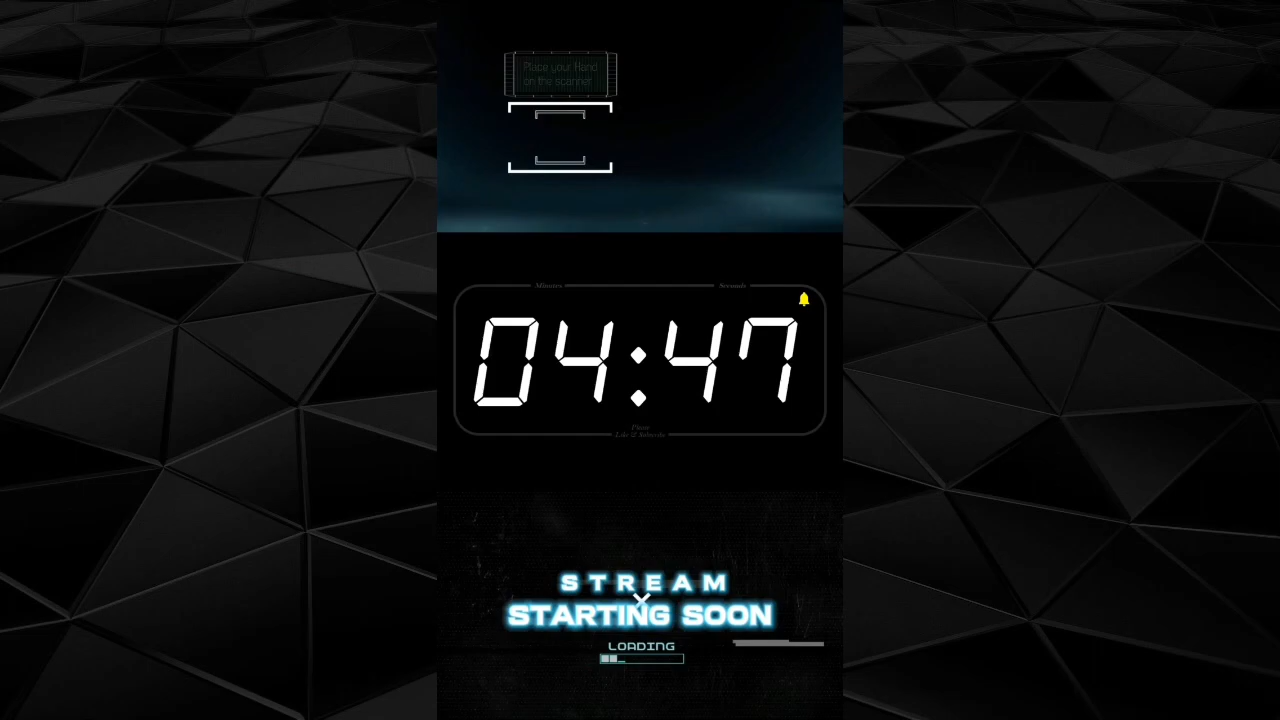 Place your Hand
on the scanner
Minutes
Seconds
04:47
Please
Like & Subscribe
STREAM
STARTING SOON
LOADING